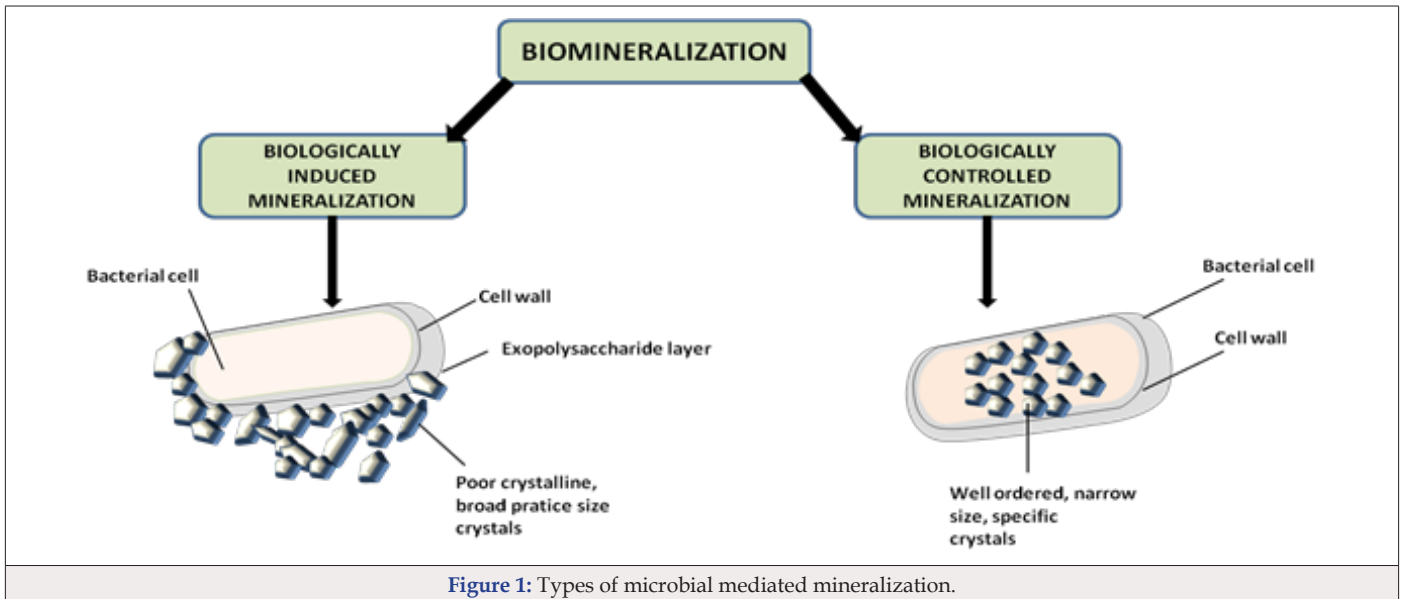 BIOMINERALIZATION
BIOLOGICALLY
INDUCED
MINERALIZATION
BIOLOGICALLY
CONTROLLED
MINERALIZATION
Bacterial cell
Cell wall
Exopolysaccharide layer
Poor crystalline,
broad pratice size
crystals
Bacterial cell
Cell wall
Well ordered, narrow
size, specific
crystals
Figure 1: Types of microbial mediated mineralization.